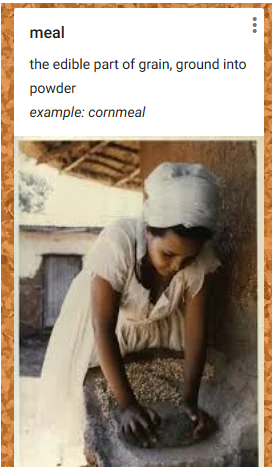 meal
the edible part of grain, ground into
powder
example: cornmeal